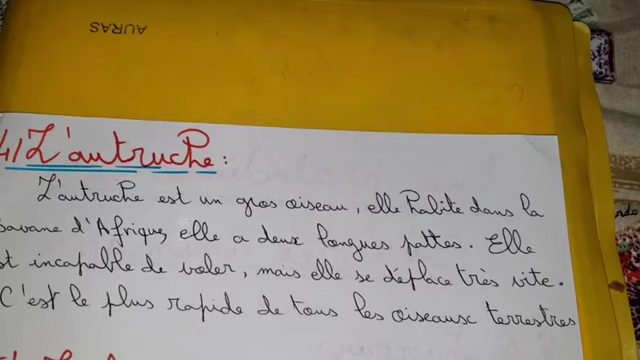 AURAS
4/ L'autruche :
L'autruche est un gros oiseau, elle habite dans la
savane d'Afrique, elle a deux longues pattes. Elle
est incapable de voler, mais elle se déplace très vite.
C'est le plus rapide de tous les oiseaux terrestres